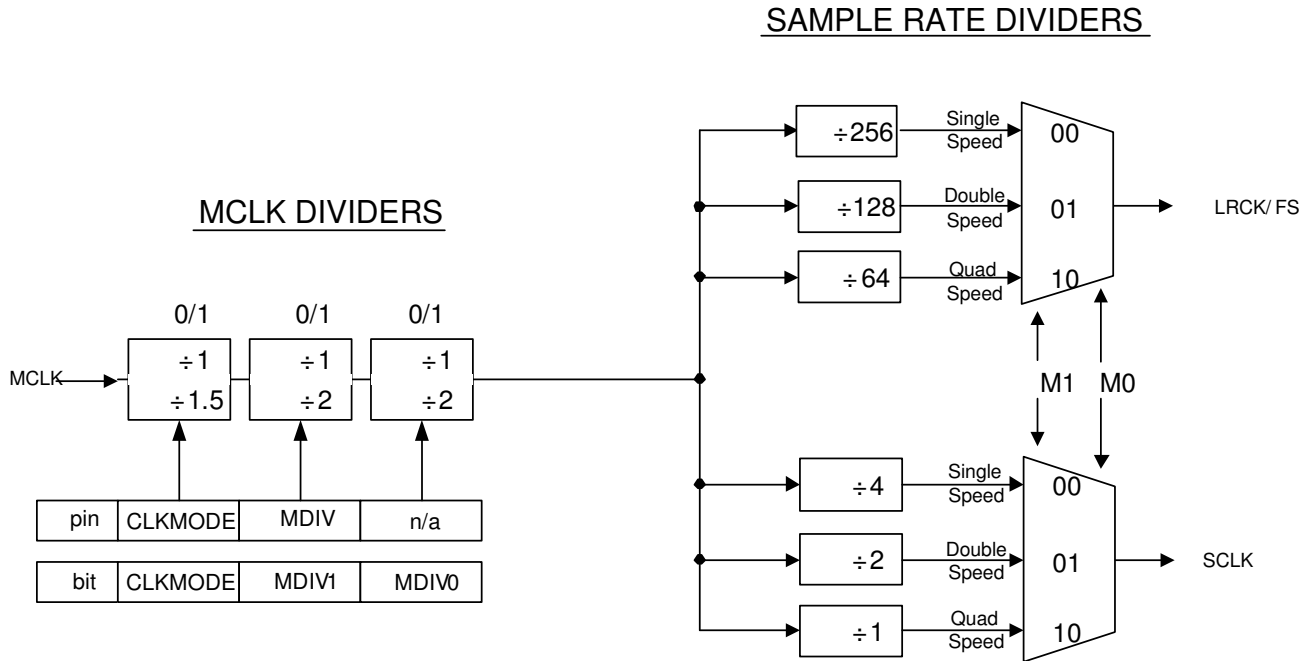 SAMPLE RATE DIVIDERS
÷256
Single
Speed
00
MCLK DIVIDERS
÷128
Double
Speed
01
LRCK/ FS
÷64
Quad
Speed
10
0/1
0/1
0/1
MCLK
÷1
÷1.5
÷1
÷2
÷1
÷2
M1
M0
÷4
Single
Speed
00
pin
CLKMODE
MDIV
n/a
÷2
Double
Speed
01
SCLK
bit
CLKMODE
MDIV1
MDIV0
÷1
Quad
Speed
10